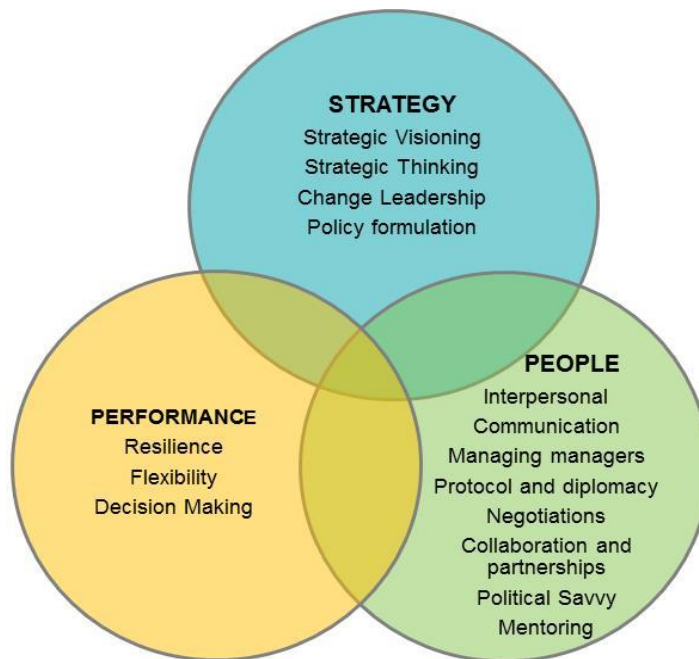 STRATEGY
Strategic Visioning
Strategic Thinking
Change Leadership
Policy formulation
PERFORMANCE
Resilience
Flexibility
Decision Making
PEOPLE
Interpersonal
Communication
Managing managers
Protocol and diplomacy
Negotiations
Collaboration and
partnerships
Political Savvy
Mentoring